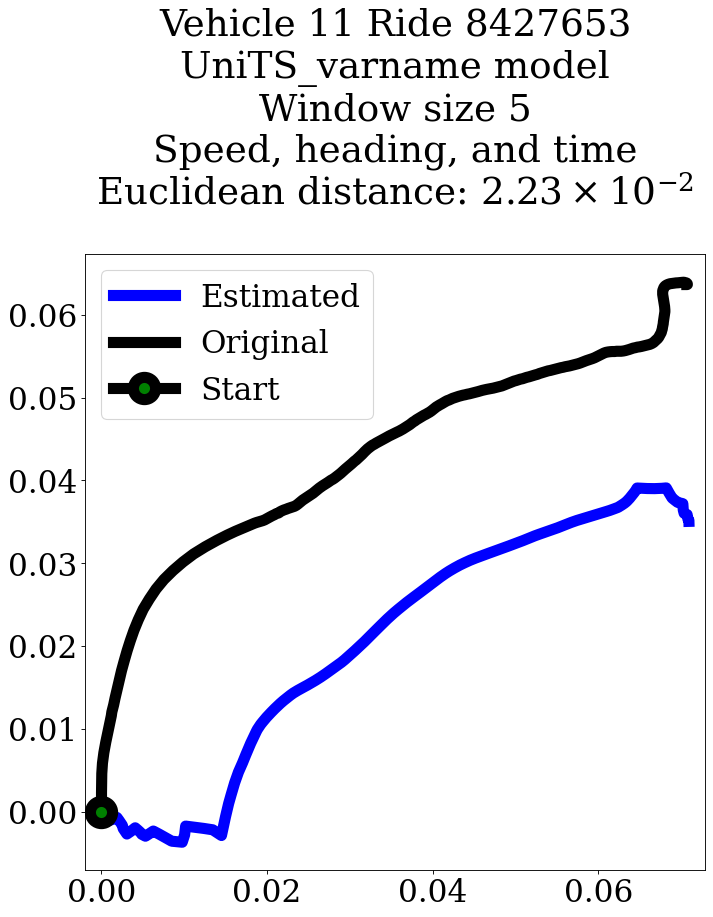 Vehicle 11 Ride 8427653
UniTS_varname model
Window size 5
Speed, heading, and time
Euclidean distance: 2.23 × 10⁻²
Estimated
Original
Start
0.06
0.05
0.04
0.03
0.02
0.01
0.00
0.00 0.02 0.04 0.06